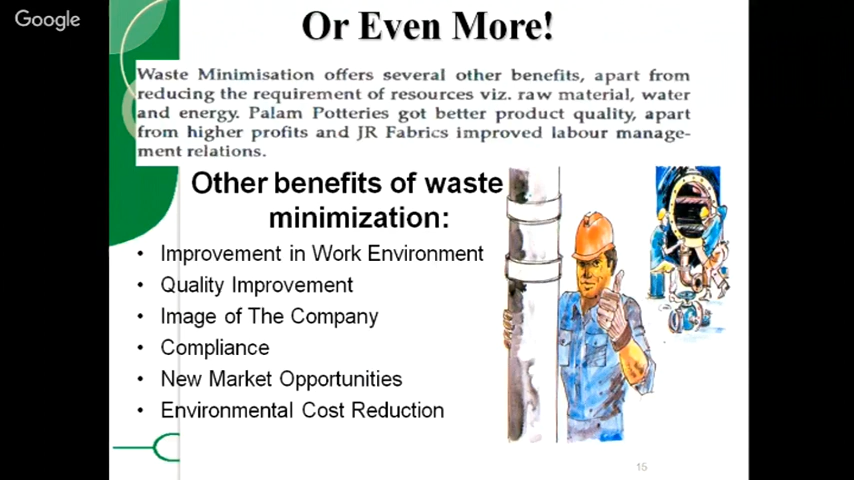 Google
Or Even More!
Waste Minimisation offers several other benefits, apart from
reducing the requirement of resources viz. raw material, water
and energy. Palam Potteries got better product quality, apart
from higher profits and JR Fabrics improved labour manage-
ment relations.
Other benefits of waste
minimization:
• Improvement in Work Environment
• Quality Improvement
• Image of The Company
• Compliance
• New Market Opportunities
• Environmental Cost Reduction
15